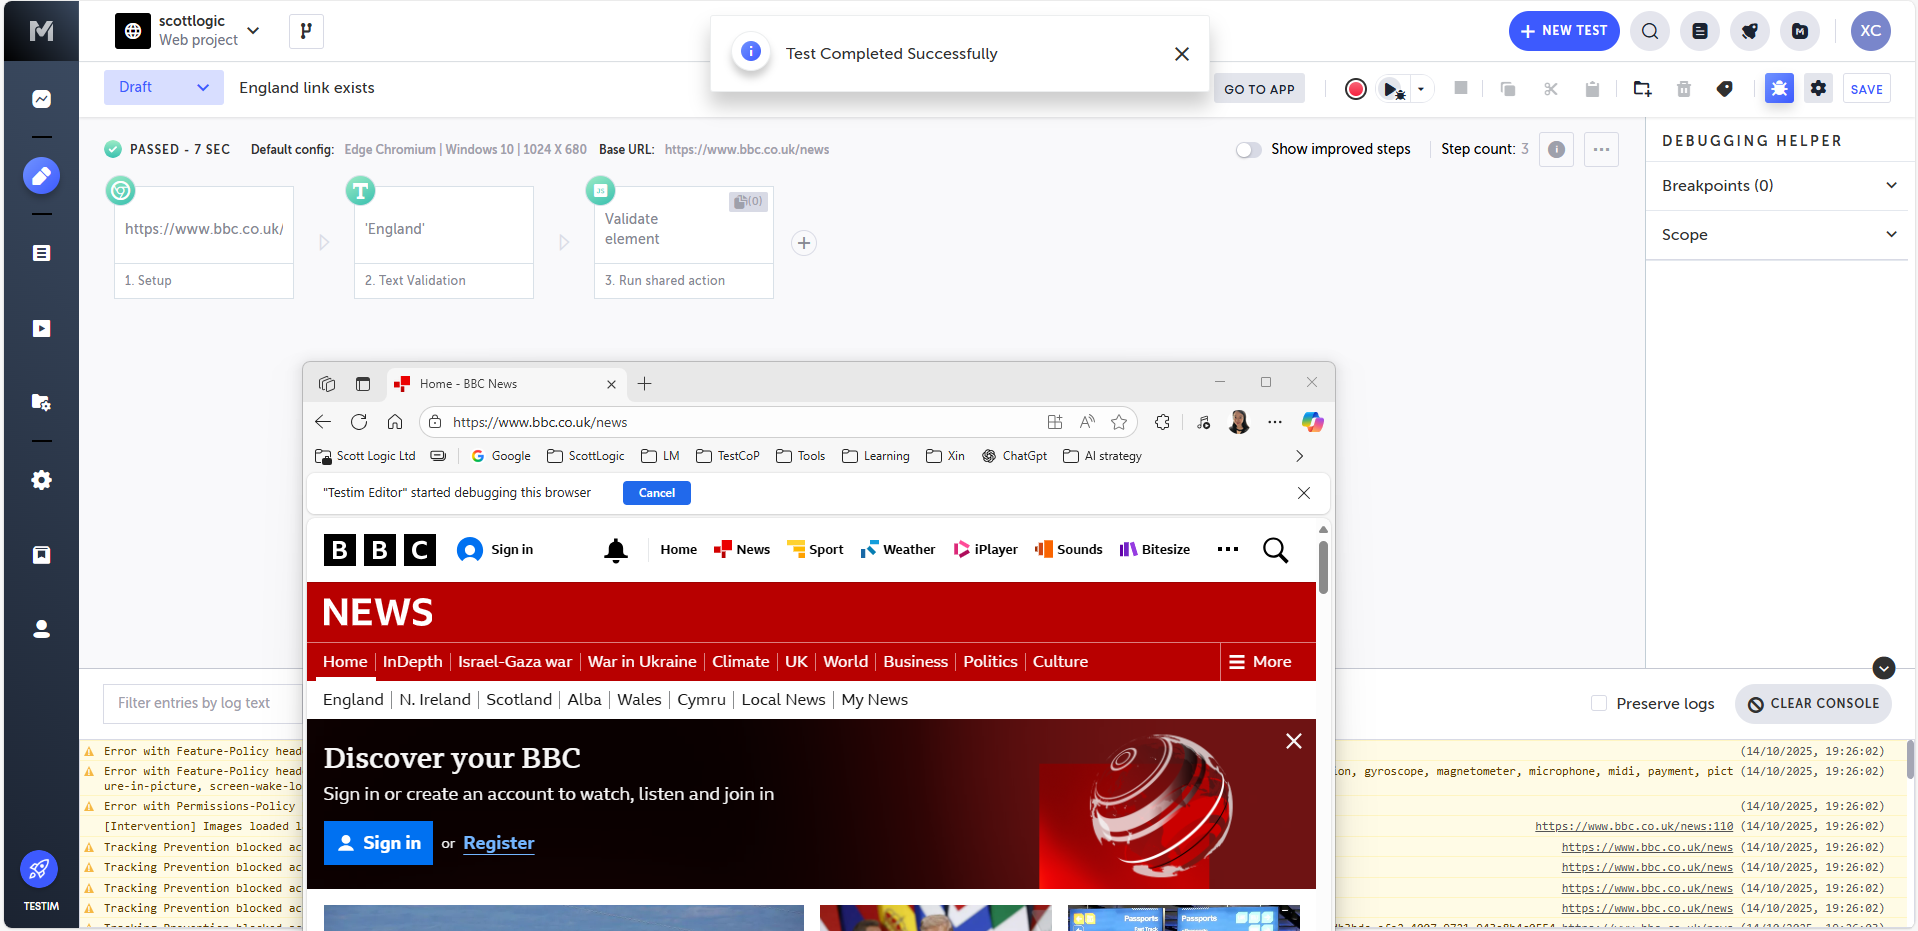 scottlogic
Web project
Test Completed Successfully
NEW TEST
XC
Draft
England link exists
GO TO APP
SAVE
PASSED - 7 SEC
Default config: Edge Chromium | Windows 10 | 1024 X 680
Base URL: https://www.bbc.co.uk/news
Show improved steps
Step count: 3
DEBUGGING HELPER
Breakpoints (0)
Scope
https://www.bbc.co.uk/
1. Setup
'England'
2. Text Validation
JS
(0)
Validate
element
3. Run shared action
Home - BBC News
https://www.bbc.co.uk/news
Scott Logic Ltd
Google
ScottLogic
LM
TestCoP
Tools
Learning
Xin
ChatGpt
AI strategy
"Testim Editor" started debugging this browser
Cancel
BBC
Sign in
Home
News
Sport
Weather
iPlayer
Sounds
Bitesize
NEWS
Home
InDepth
Israel-Gaza war
War in Ukraine
Climate
UK
World
Business
Politics
Culture
More
England
N. Ireland
Scotland
Alba
Wales
Cymru
Local News
My News
Discover your BBC
Sign in or create an account to watch, listen and join in
Sign in or Register
Passports
Passports
Filter entries by log text
Preserve logs
CLEAR CONSOLE
Error with Feature-Policy head
(14/10/2025, 19:26:02)
Error with Feature-Policy head
on, gyroscope, magnetometer, microphone, midi, payment, pict (14/10/2025, 19:26:02)
ure-in-picture, screen-wake-lo
Error with Permissions-Policy
(14/10/2025, 19:26:02)
[Intervention] Images loaded l
https://www.bbc.co.uk/news:110 (14/10/2025, 19:26:02)
Tracking Prevention blocked ac
https://www.bbc.co.uk/news (14/10/2025, 19:26:02)
Tracking Prevention blocked ac
https://www.bbc.co.uk/news (14/10/2025, 19:26:02)
Tracking Prevention blocked ac
https://www.bbc.co.uk/news (14/10/2025, 19:26:02)
Tracking Prevention blocked ac
https://www.bbc.co.uk/news (14/10/2025, 19:26:02)
TESTIM